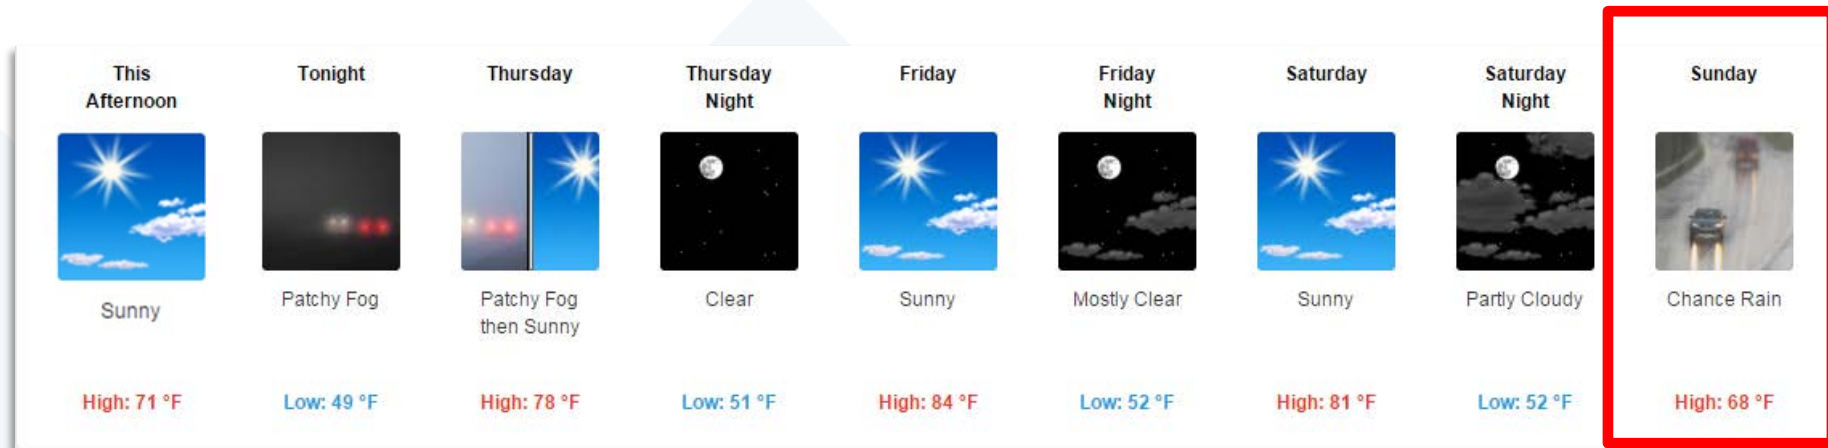 This
Afternoon
Sunny
High: 71 °F
Tonight
Patchy Fog
Low: 49 °F
Thursday
Patchy Fog
then Sunny
High: 78 °F
Thursday
Night
Clear
Low: 51 °F
Friday
Sunny
High: 84 °F
Friday
Night
Mostly Clear
Low: 52 °F
Saturday
Sunny
High: 81 °F
Saturday
Night
Partly Cloudy
Low: 52 °F
Sunday
Chance Rain
High: 68 °F